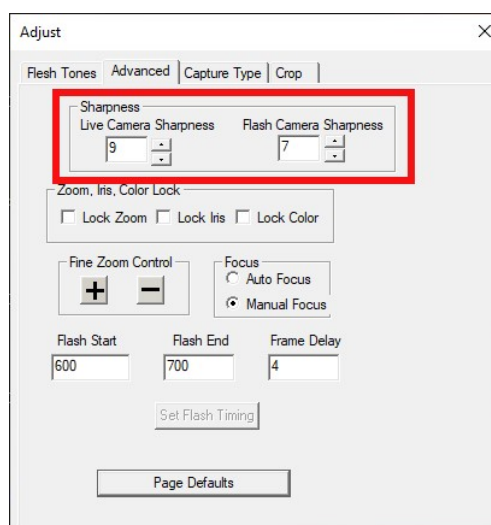 Adjust
Flesh Tones Advanced Capture Type Crop
Sharpness
Live Camera Sharpness Flash Camera Sharpness
9 7
Zoom, Iris, Color Lock
Lock Zoom Lock Iris Lock Color
Fine Zoom Control Focus
Auto Focus
+ −
Manual Focus
Flash Start Flash End Frame Delay
600 700 4
Set Flash Timing
Page Defaults